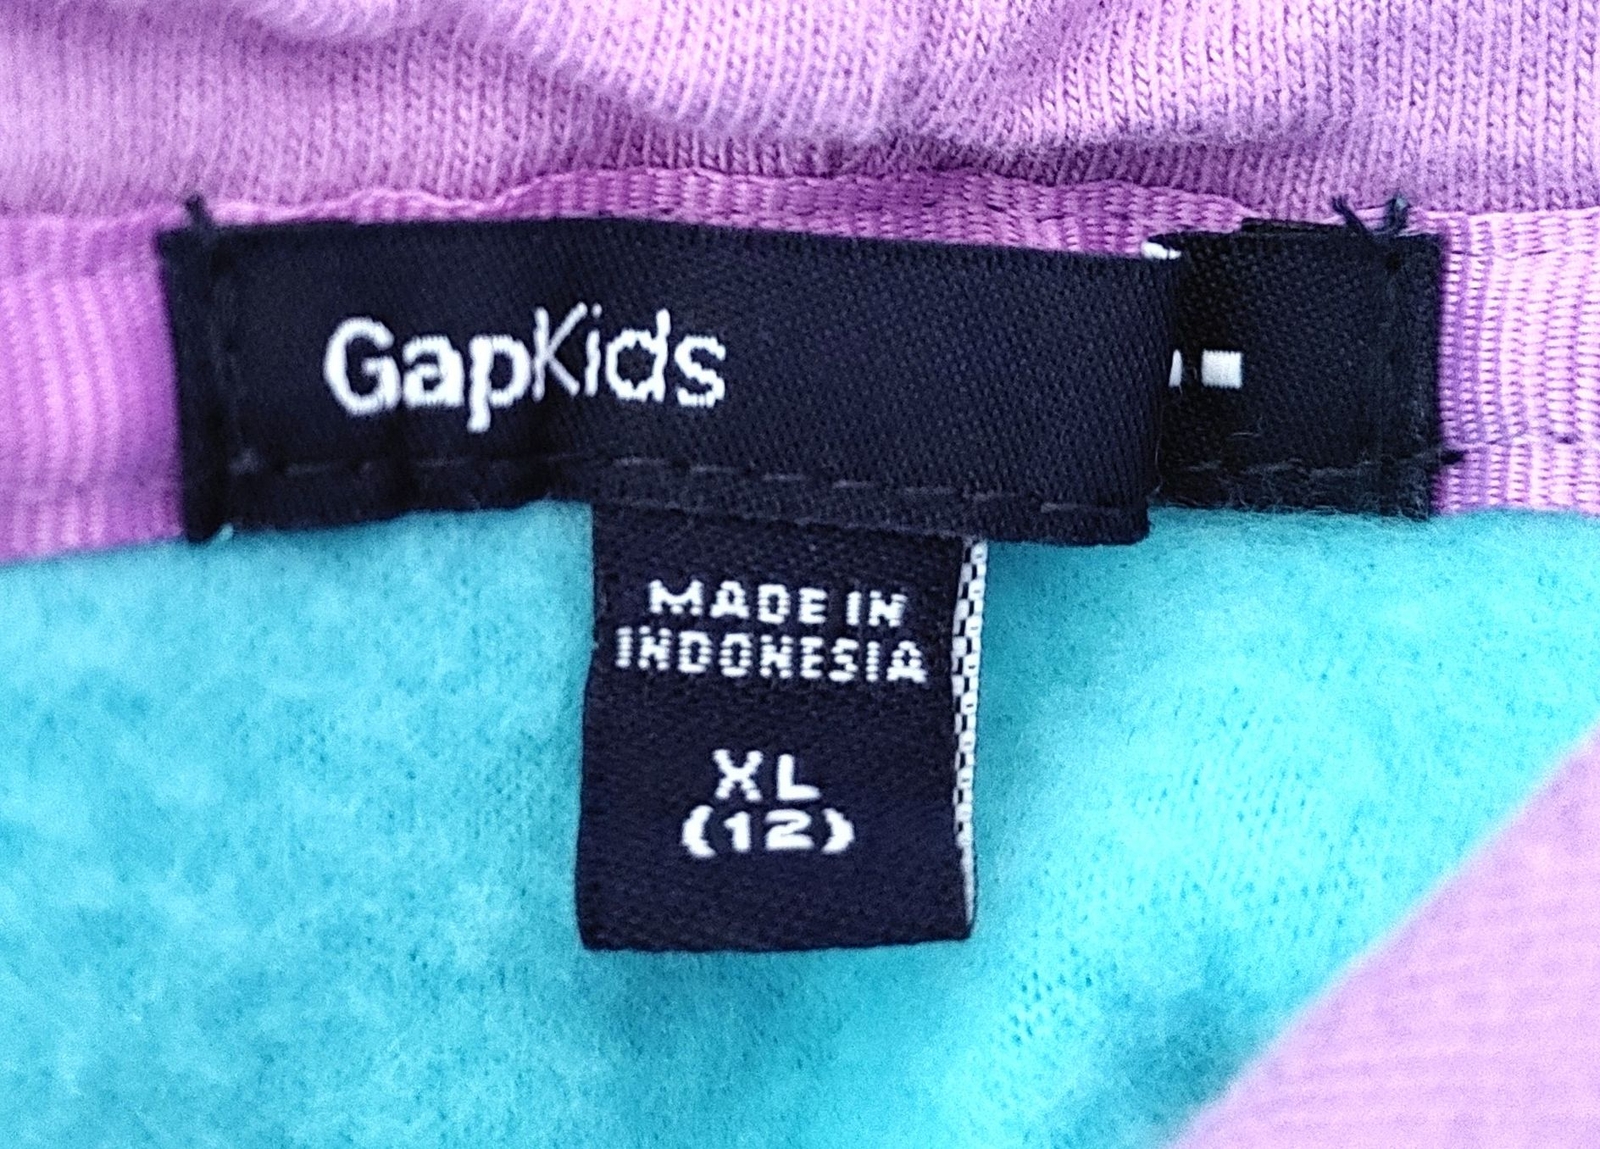 GapKids
MADE IN
INDONESIA
XL
(12)